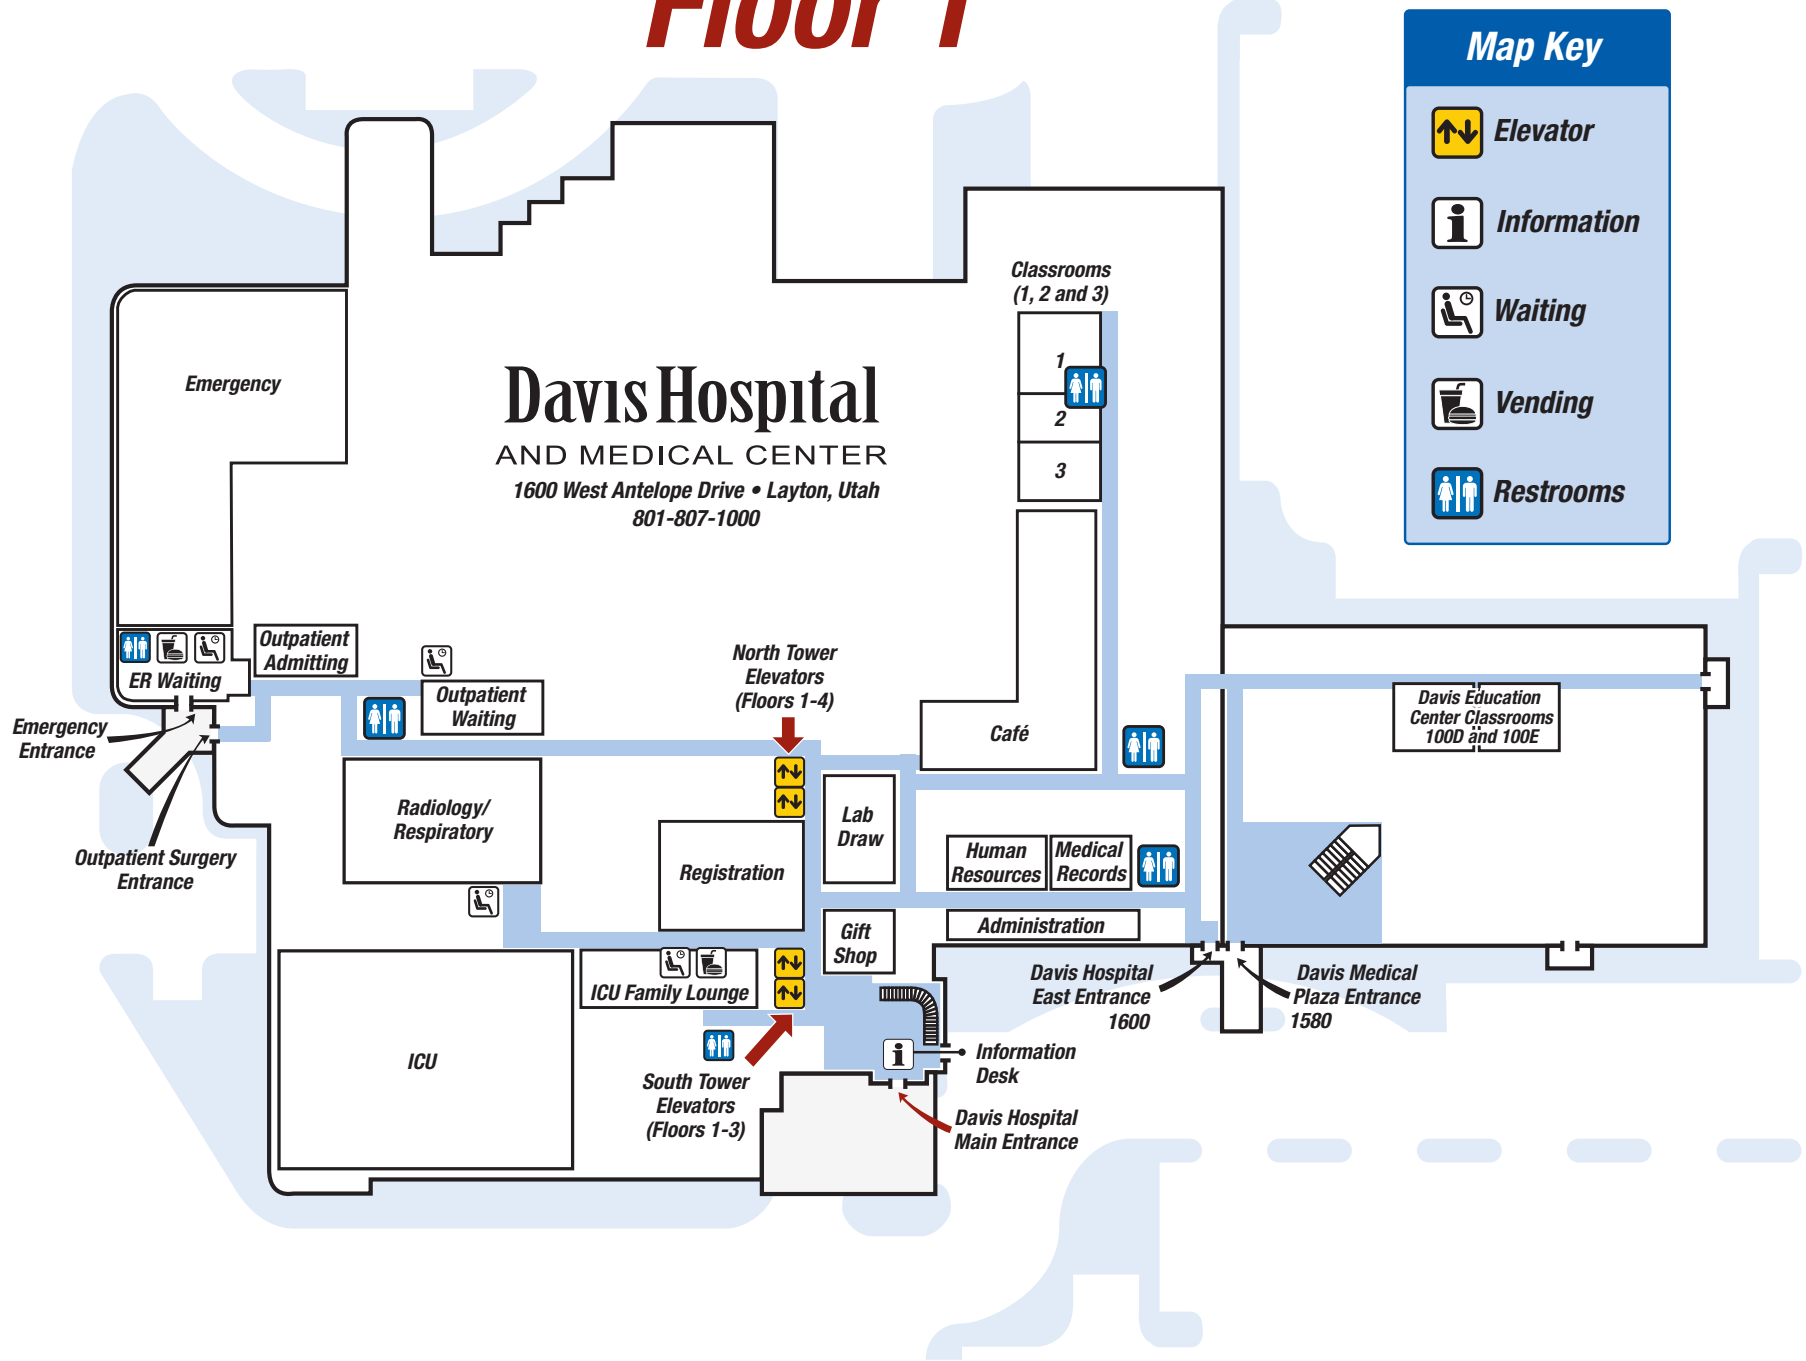 Floor 1
Map Key
Elevator
Information
Waiting
Vending
Restrooms
Classrooms
(1, 2 and 3)
1
2
3
Emergency
Davis Hospital
AND MEDICAL CENTER
1600 West Antelope Drive • Layton, Utah
801-807-1000
Outpatient
Admitting
ER Waiting
Outpatient
Waiting
North Tower
Elevators
(Floors 1-4)
Café
Davis Education
Center Classrooms
100D and 100E
Emergency
Entrance
Outpatient Surgery
Entrance
Radiology/
Respiratory
Registration
Lab
Draw
Human
Resources
Medical
Records
Administration
Gift
Shop
ICU Family Lounge
ICU
South Tower
Elevators
(Floors 1-3)
Davis Hospital
East Entrance
1600
Davis Medical
Plaza Entrance
1580
Information
Desk
Davis Hospital
Main Entrance